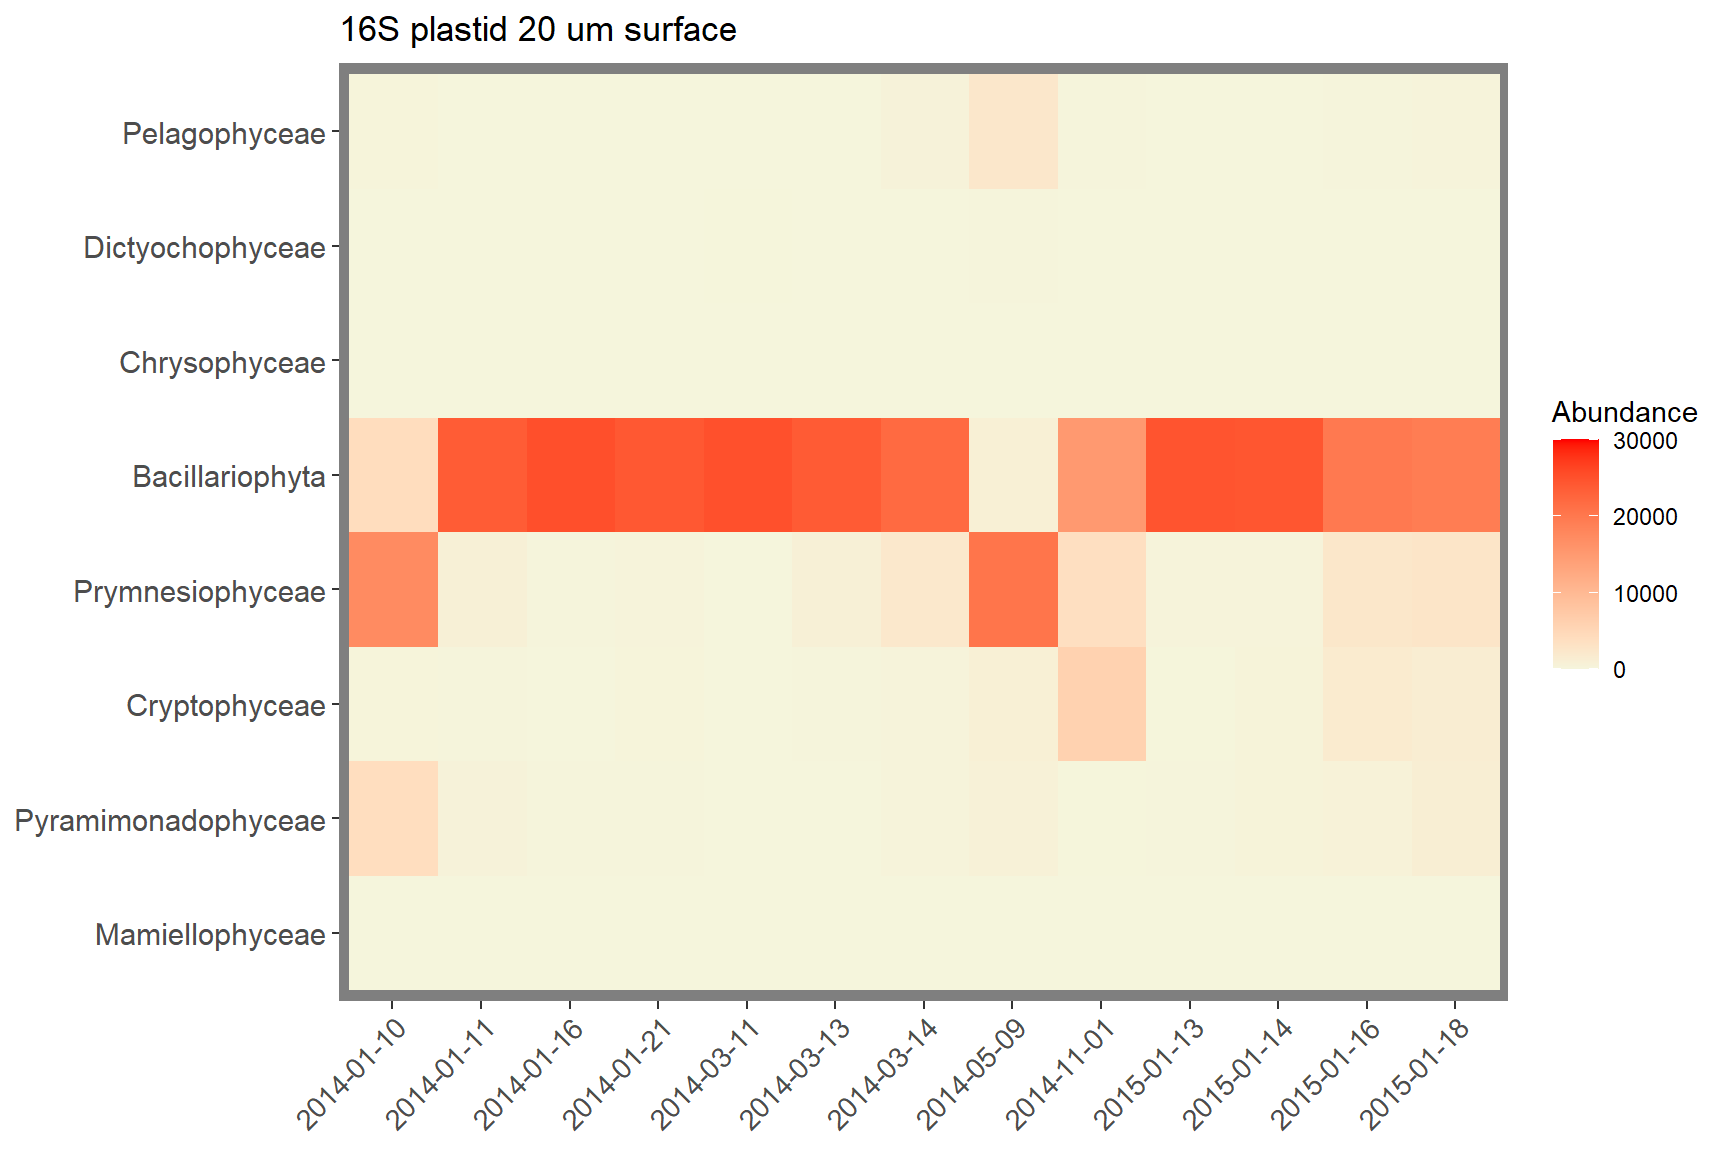 16S plastid 20 um surface
Pelagophyceae
Dictyochophyceae
Chrysophyceae
Bacillariophyta
Prymnesiophyceae
Cryptophyceae
Pyramimonadophyceae
Mamiellophyceae
2014-01-10
2014-01-11
2014-01-16
2014-01-21
2014-03-11
2014-03-13
2014-03-14
2014-05-09
2014-11-01
2015-01-13
2015-01-14
2015-01-16
2015-01-18
Abundance
30000
20000
10000
0